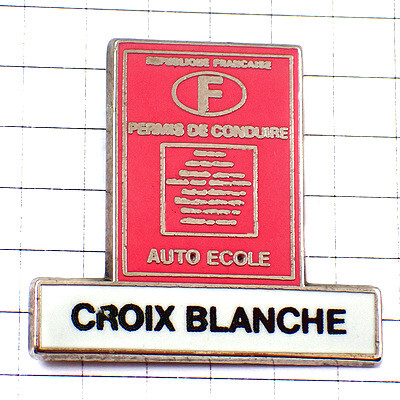 REPUBLIQUE FRANCAISE
F
PERMIS DE CONDUIRE
AUTO ECOLE
CROIX BLANCHE